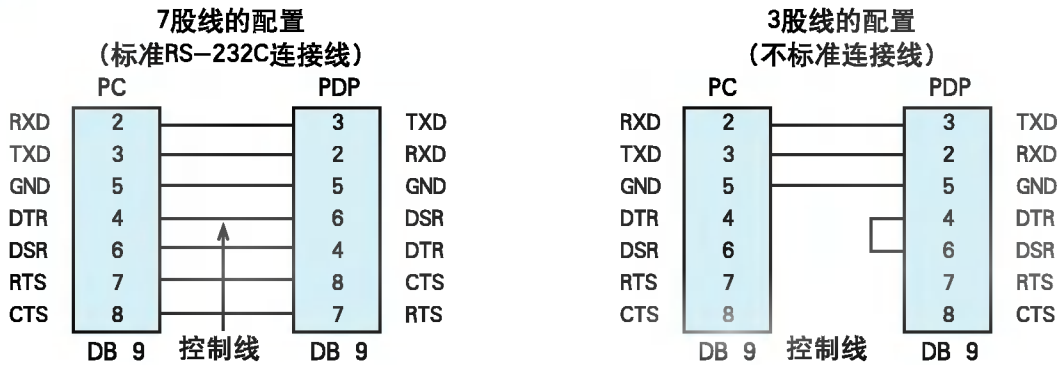 7股线的配置
（标准RS-232C连接线）
PC PDP
RXD 2 3 TXD
TXD 3 2 RXD
GND 5 5 GND
DTR 4 6 DSR
DSR 6 4 DTR
RTS 7 8 CTS
CTS 8 7 RTS
DB 9 控制线 DB 9
3股线的配置
（不标准连接线）
PC PDP
RXD 2 3 TXD
TXD 3 2 RXD
GND 5 5 GND
DTR 4 4 DTR
DSR 6 6 DSR
RTS 7 7 RTS
CTS 8 8 CTS
DB 9 控制线 DB 9